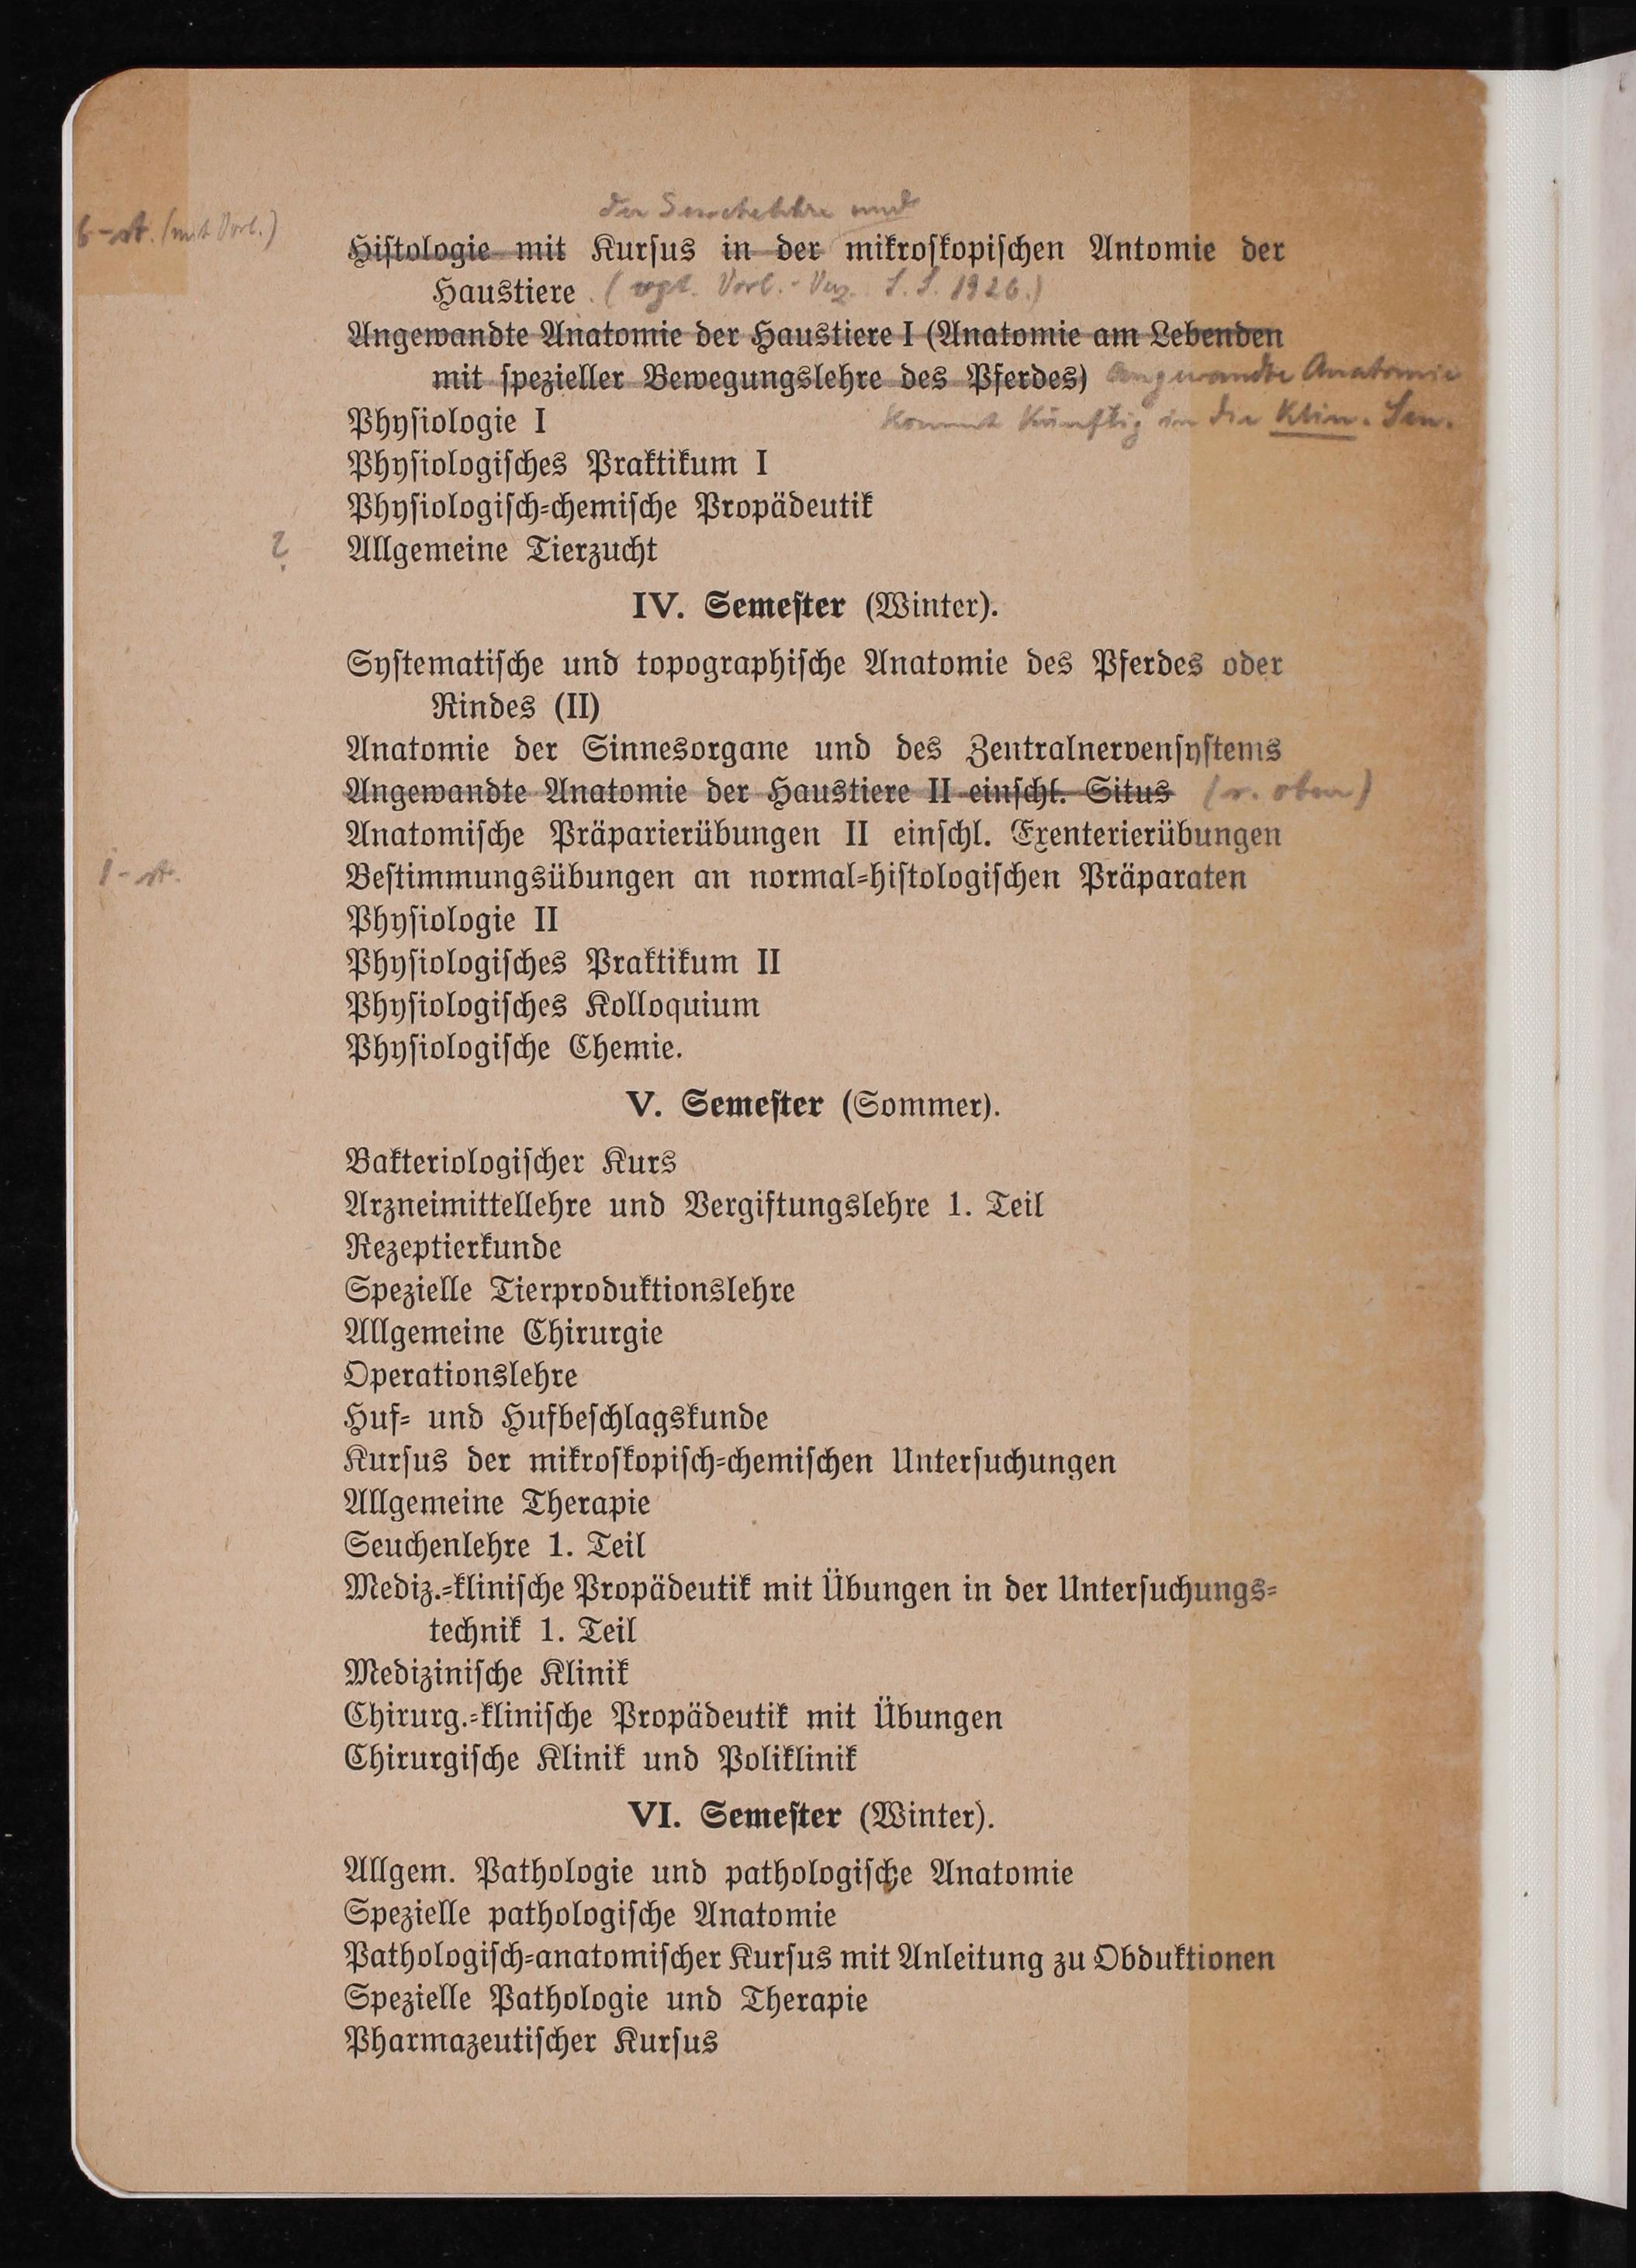 der Gewebelehre und
6-st. (mit Vorl.)
Hiſtologie mit Kurſus in der mikroſkopiſchen Antomie der
Haustiere (vgl. Vorl.-Verz. S. S. 1926.)
Angewandte Anatomie der Haustiere I (Anatomie am Lebenden
mit ſpezieller Bewegungslehre des Pferdes) Angewandte Anatomie
Phyſiologie I kommt künftig in die Klin. Sem.
Phyſiologiſches Praktikum I
Phyſiologiſch-chemiſche Propädeutik
? Allgemeine Tierzucht
IV. Semeſter (Winter).
Syſtematiſche und topographiſche Anatomie des Pferdes oder
Rindes (II)
Anatomie der Sinnesorgane und des Zentralnervenſyſtems
Angewandte Anatomie der Haustiere II einſchl. Situs (s. oben)
Anatomiſche Präparierübungen II einſchl. Exenterierübungen
1-st. Beſtimmungsübungen an normal-hiſtologiſchen Präparaten
Phyſiologie II
Phyſiologiſches Praktikum II
Phyſiologiſches Kolloquium
Phyſiologiſche Chemie.
V. Semeſter (Sommer).
Bakteriologiſcher Kurs
Arzneimittellehre und Vergiftungslehre 1. Teil
Rezeptierkunde
Spezielle Tierproduktionslehre
Allgemeine Chirurgie
Operationslehre
Huf- und Hufbeſchlagskunde
Kurſus der mikroſkopiſch-chemiſchen Unterſuchungen
Allgemeine Therapie
Seuchenlehre 1. Teil
Mediz.-kliniſche Propädeutik mit Übungen in der Unterſuchungs-
technik 1. Teil
Mediziniſche Klinik
Chirurg.-kliniſche Propädeutik mit Übungen
Chirurgiſche Klinik und Poliklinik
VI. Semeſter (Winter).
Allgem. Pathologie und pathologiſche Anatomie
Spezielle pathologiſche Anatomie
Pathologiſch-anatomiſcher Kurſus mit Anleitung zu Obduktionen
Spezielle Pathologie und Therapie
Pharmazeutiſcher Kurſus